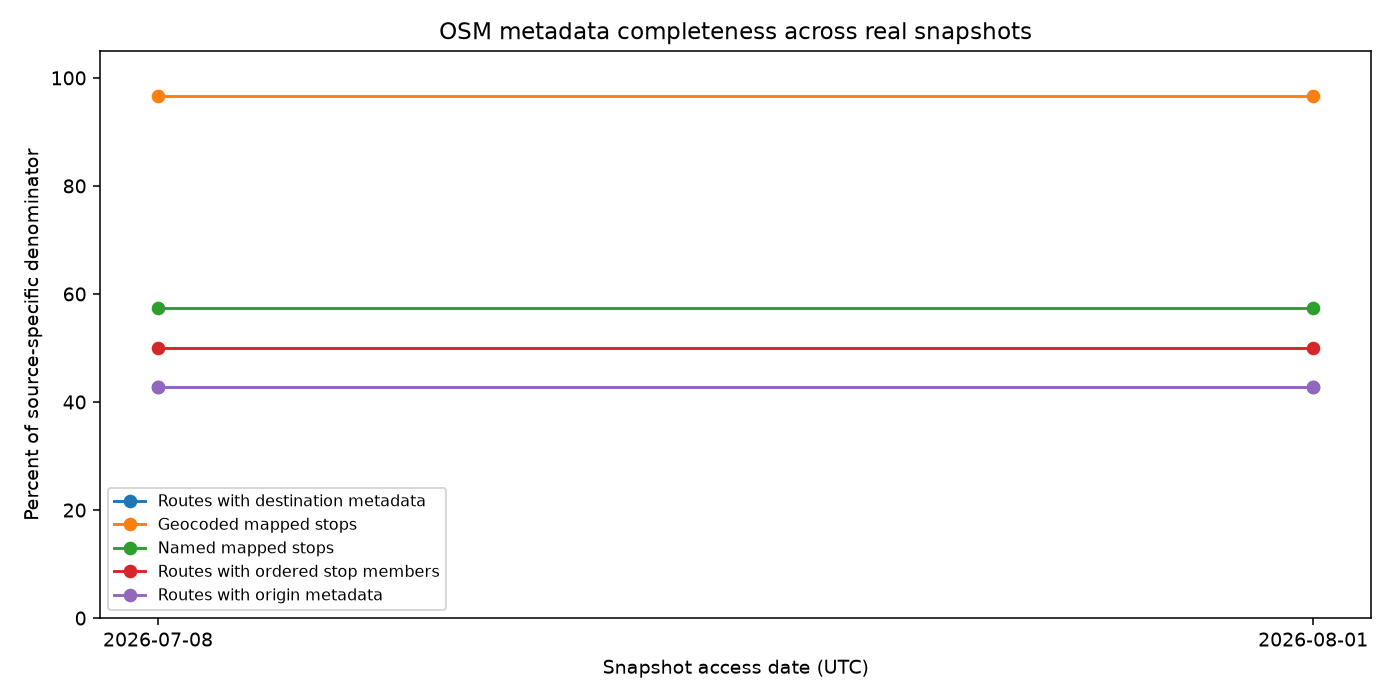 OSM metadata completeness across real snapshots
Percent of source-specific denominator
100
80
60
40
20
0
Routes with destination metadata
Geocoded mapped stops
Named mapped stops
Routes with ordered stop members
Routes with origin metadata
2026-07-08
2026-08-01
Snapshot access date (UTC)